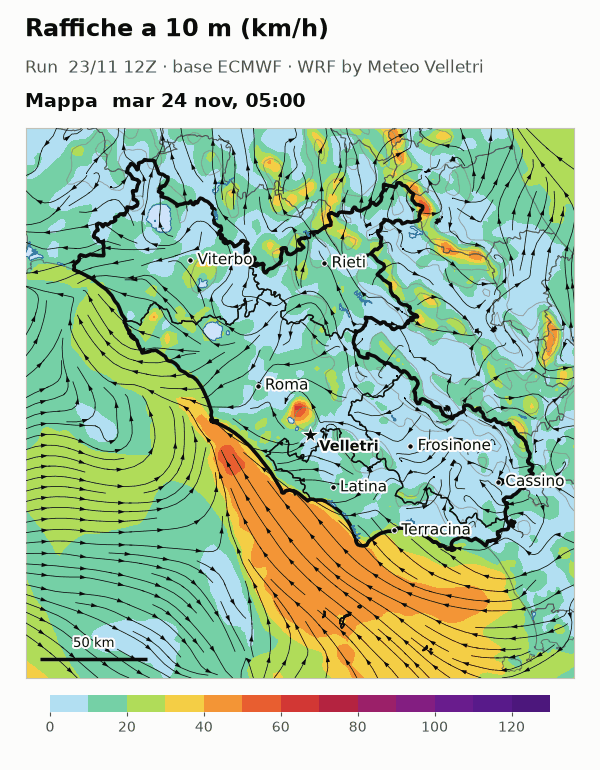 Raffiche a 10 m (km/h)
Run 23/11 12Z · base ECMWF · WRF by Meteo Velletri
Mappa mar 24 nov, 05:00
Viterbo
Rieti
Roma
Velletri
Frosinone
Latina
Cassino
Terracina
50 km
0 20 40 60 80 100 120